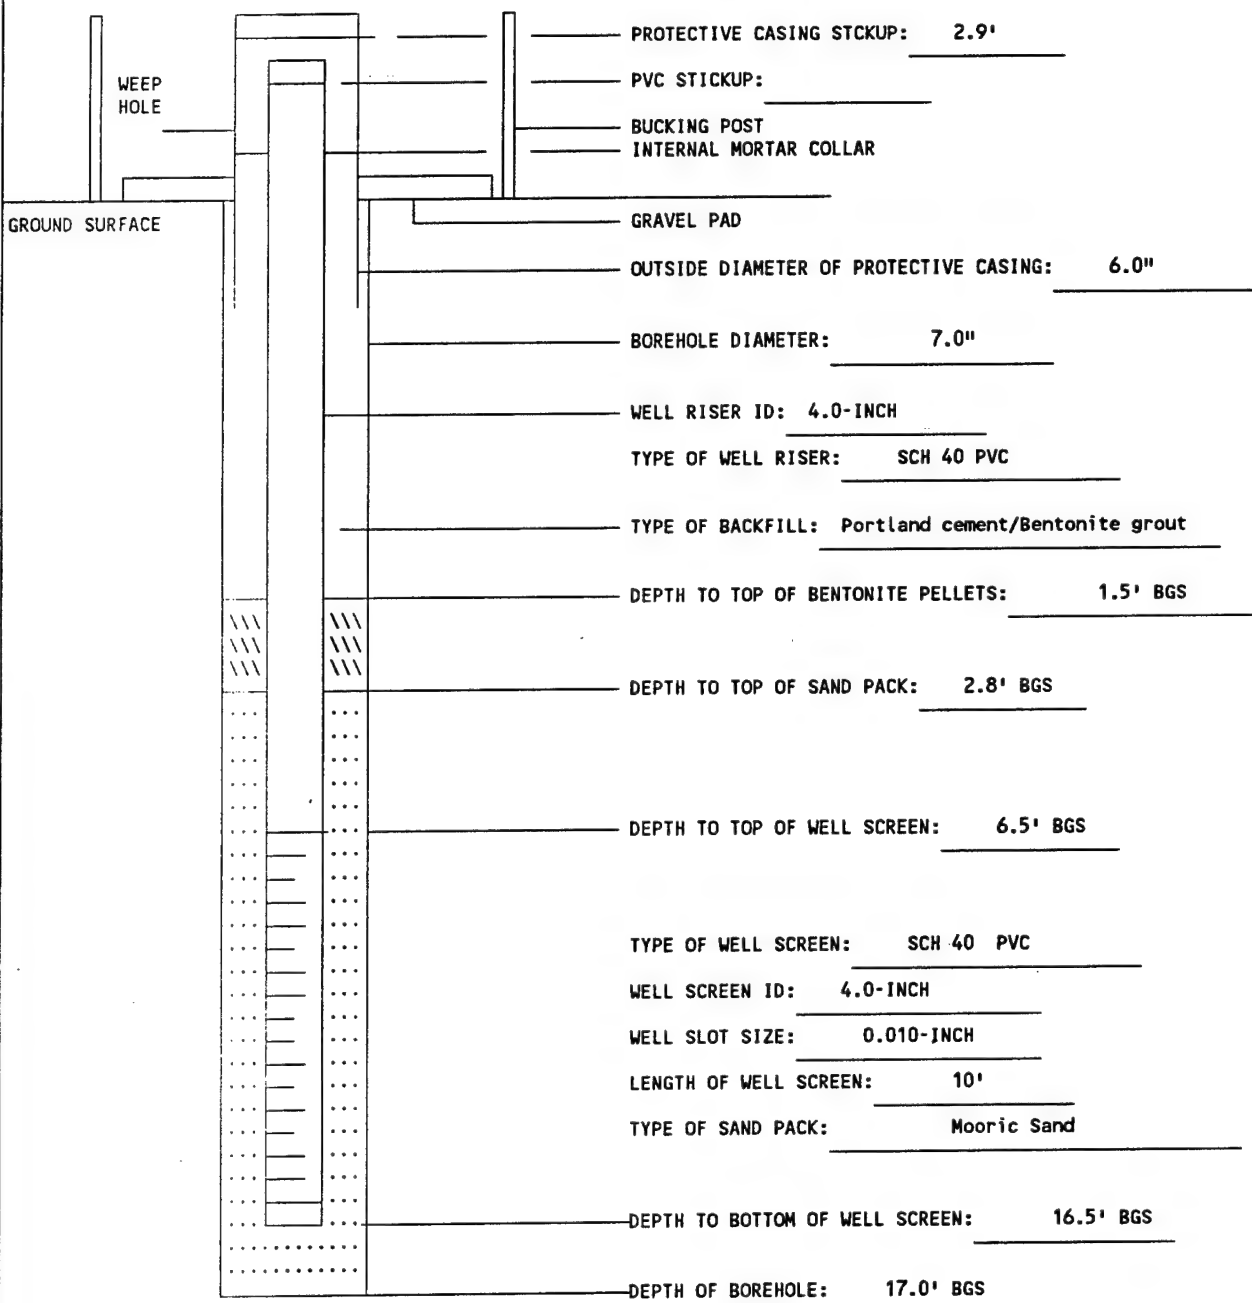 PROTECTIVE CASING STCKUP: 2.9'
WEEP
HOLE
PVC STICKUP:
BUCKING POST
INTERNAL MORTAR COLLAR
GROUND SURFACE
GRAVEL PAD
OUTSIDE DIAMETER OF PROTECTIVE CASING: 6.0"
BOREHOLE DIAMETER: 7.0"
WELL RISER ID: 4.0-INCH
TYPE OF WELL RISER: SCH 40 PVC
TYPE OF BACKFILL: Portland cement/Bentonite grout
DEPTH TO TOP OF BENTONITE PELLETS: 1.5' BGS
DEPTH TO TOP OF SAND PACK: 2.8' BGS
DEPTH TO TOP OF WELL SCREEN: 6.5' BGS
TYPE OF WELL SCREEN: SCH 40 PVC
WELL SCREEN ID: 4.0-INCH
WELL SLOT SIZE: 0.010-INCH
LENGTH OF WELL SCREEN: 10'
TYPE OF SAND PACK: Mooric Sand
DEPTH TO BOTTOM OF WELL SCREEN: 16.5' BGS
DEPTH OF BOREHOLE: 17.0' BGS